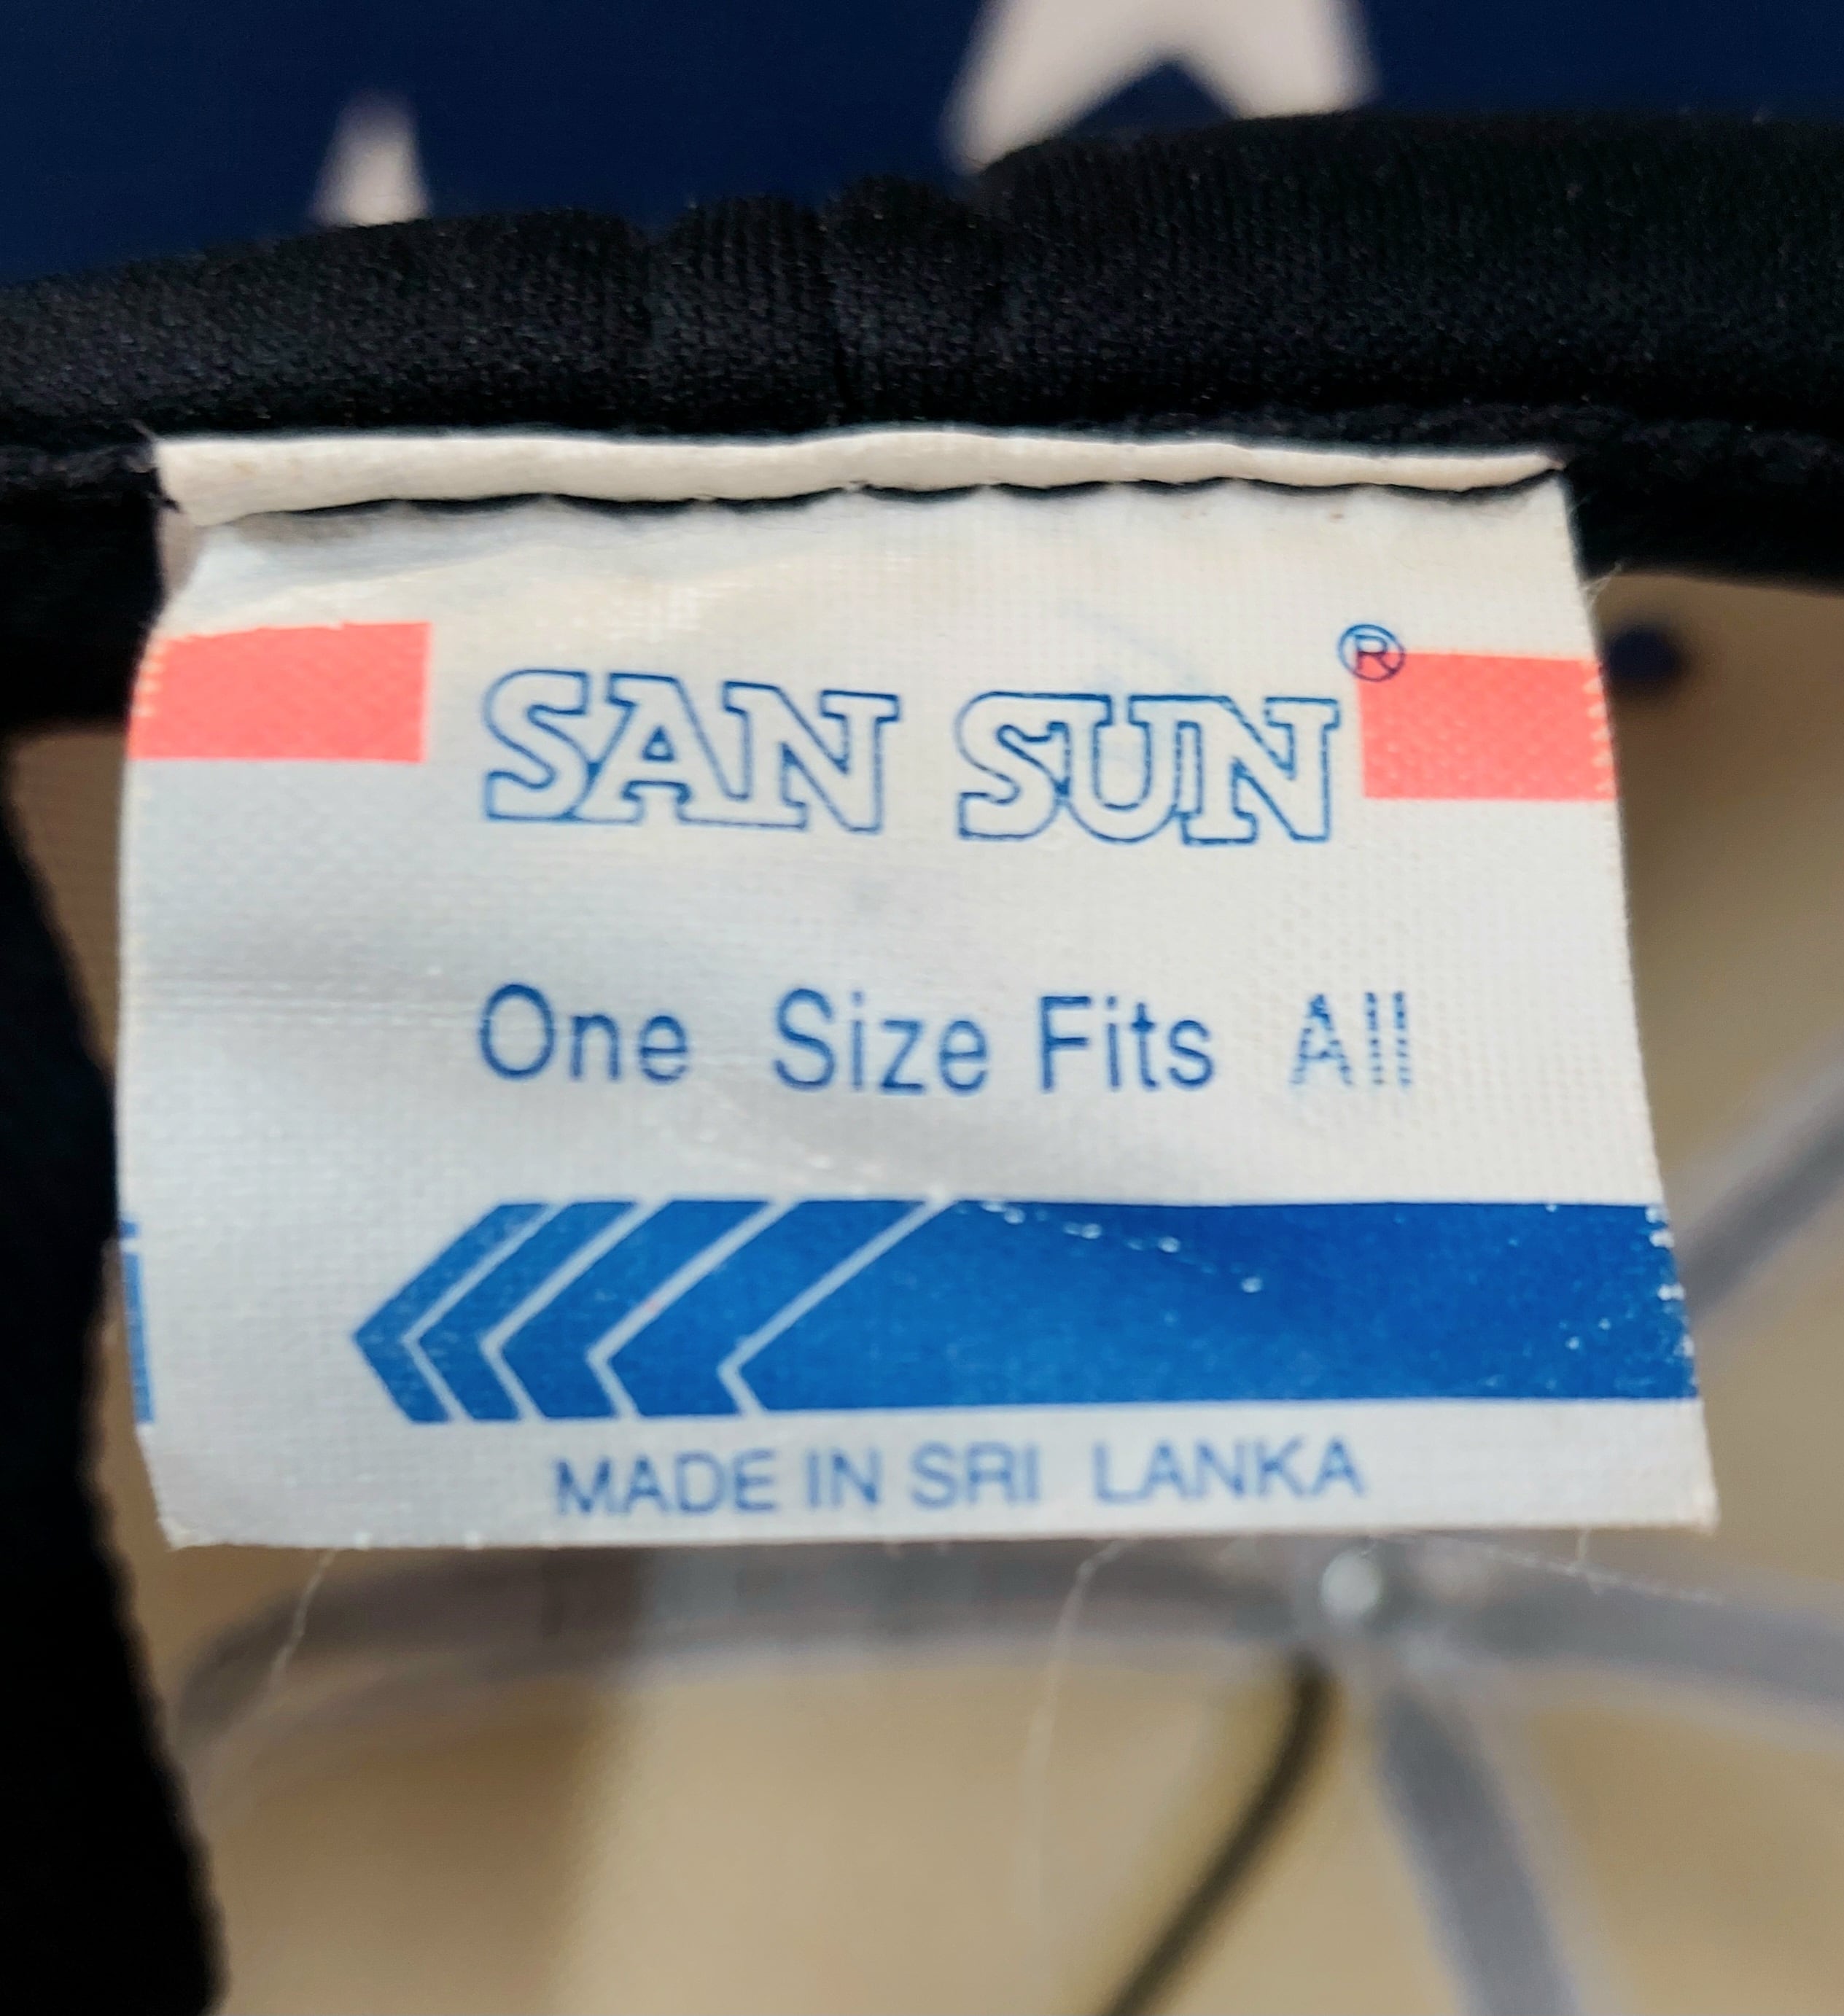 SAN SUN®
One Size Fits All
MADE IN SRI LANKA